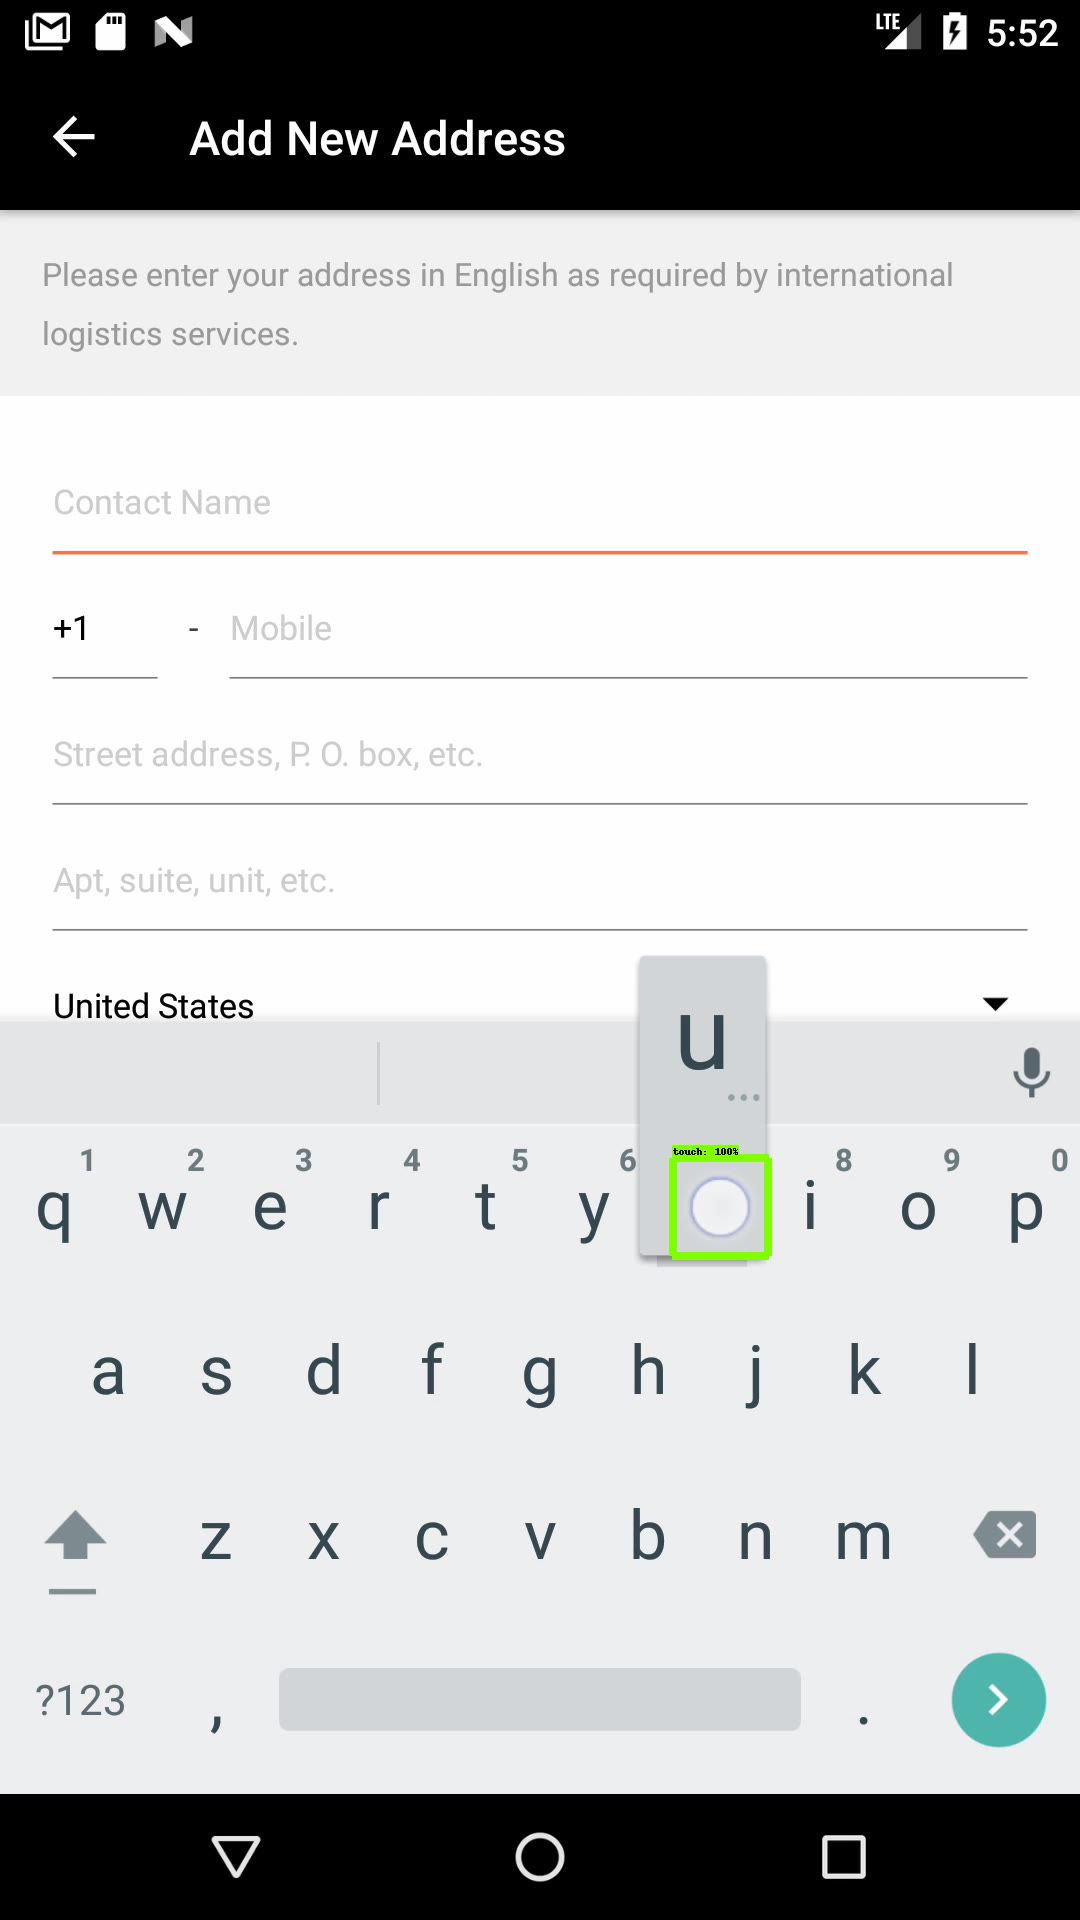 LTE 5:52
Add New Address
Please enter your address in English as required by international
logistics services.
Contact Name
+1 - Mobile
Street address, P. O. box, etc.
Apt, suite, unit, etc.
United States
u
...
touch: 100%
1 2 3 4 5 6 8 9 0
q w e r t y i o p
a s d f g h j k l
z x c v b n m
?123 , .